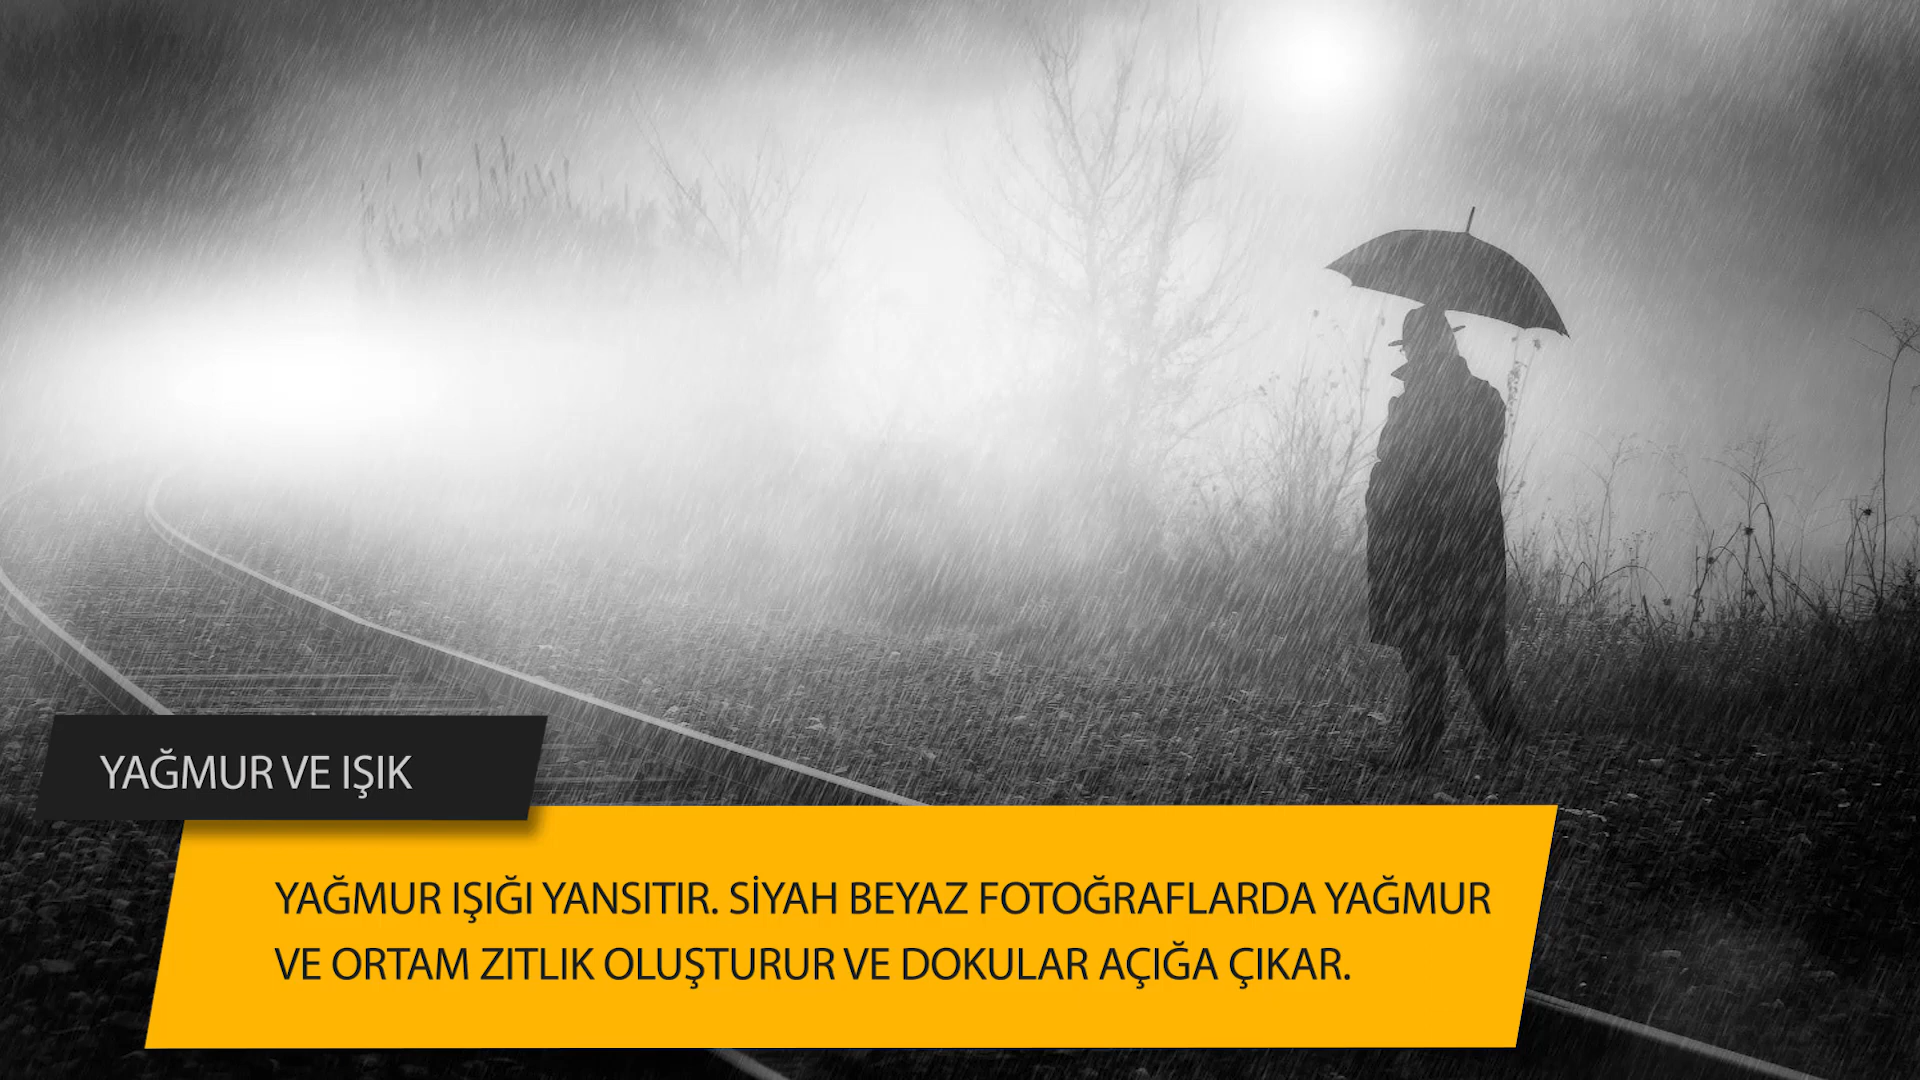 YAĞMUR VE IŞIK
YAĞMUR IŞIĞI YANSITIR. SİYAH BEYAZ FOTOĞRAFLARDA YAĞMUR
VE ORTAM ZITLIK OLUŞTURUR VE DOKULAR AÇIĞA ÇIKAR.